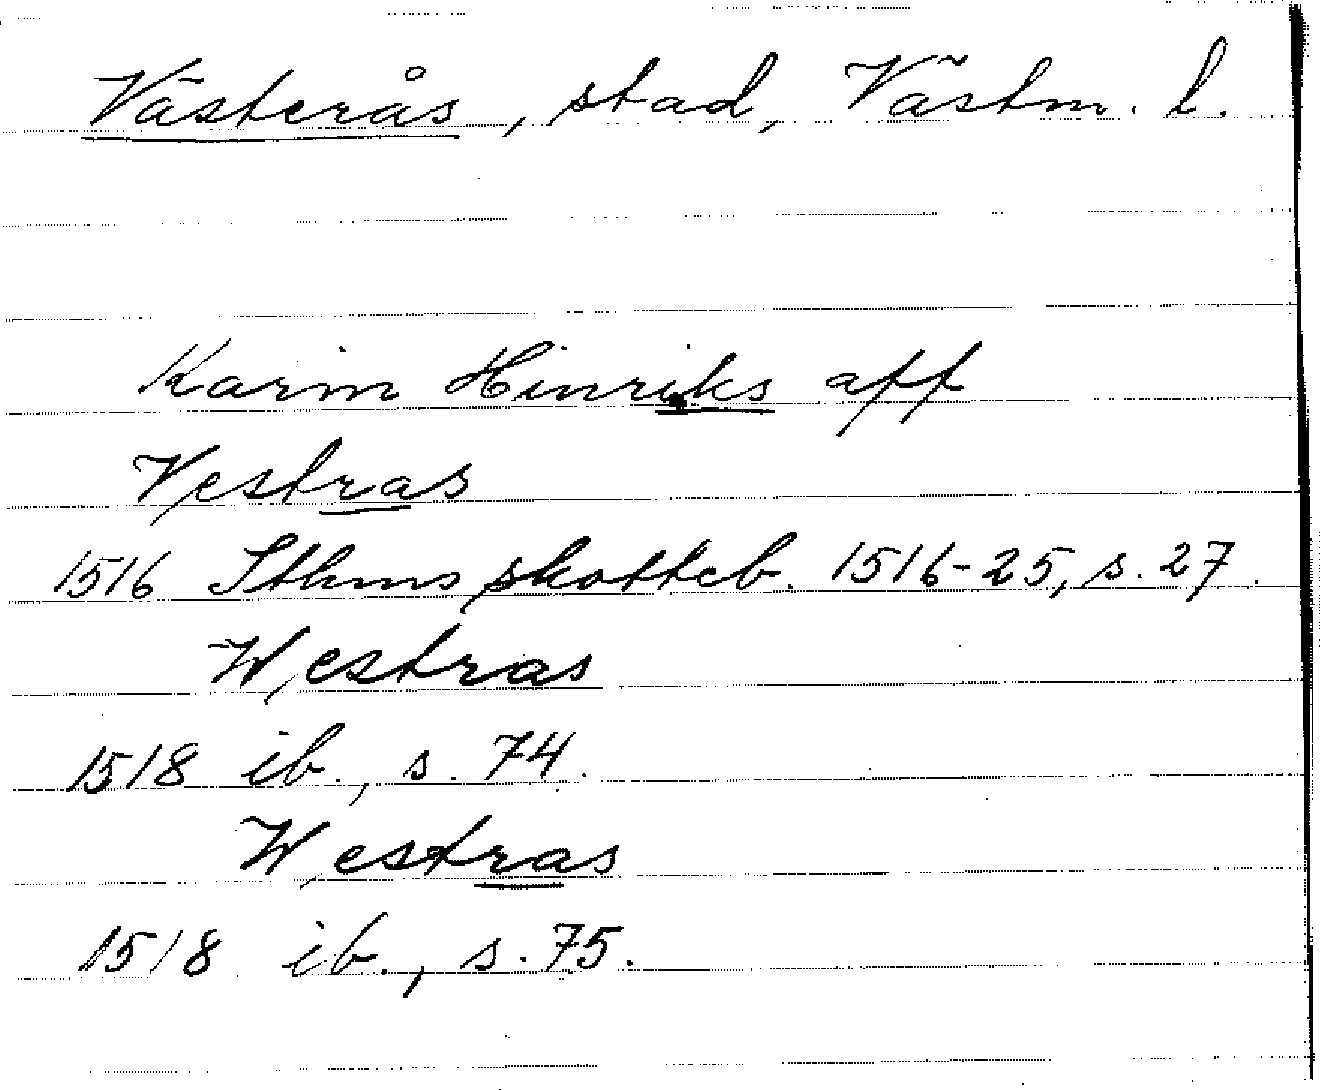 Västerås, stad, Västm. l.
Karin Hinriks aff
Vestras
1516 Sthms skotteb. 1516-25, s. 27.
Westras
1518 ib., s. 74.
Westras
1518 ib., s. 75.